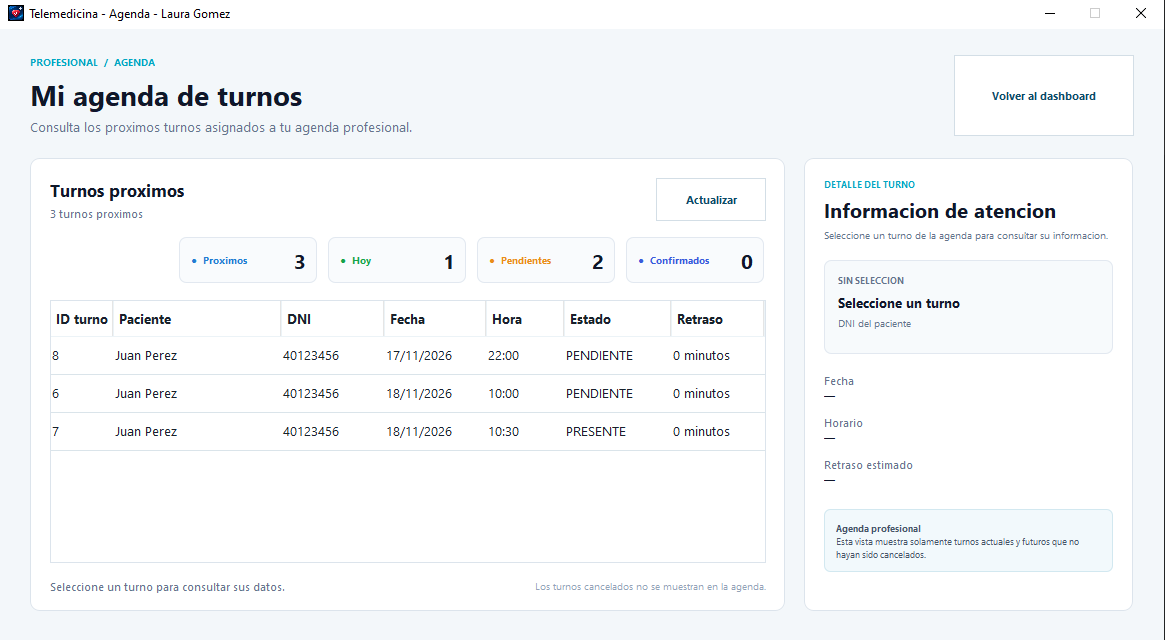 Telemedicina - Agenda - Laura Gomez
PROFESIONAL / AGENDA
Mi agenda de turnos
Consulta los proximos turnos asignados a tu agenda profesional.
Volver al dashboard
Turnos proximos
3 turnos proximos
Actualizar
• Proximos 3
• Hoy 1
• Pendientes 2
• Confirmados 0
ID turno Paciente DNI Fecha Hora Estado Retraso
8 Juan Perez 40123456 17/11/2026 22:00 PENDIENTE 0 minutos
6 Juan Perez 40123456 18/11/2026 10:00 PENDIENTE 0 minutos
7 Juan Perez 40123456 18/11/2026 10:30 PRESENTE 0 minutos
Seleccione un turno para consultar sus datos.
Los turnos cancelados no se muestran en la agenda.
DETALLE DEL TURNO
Informacion de atencion
Seleccione un turno de la agenda para consultar su informacion.
SIN SELECCION
Seleccione un turno
DNI del paciente
Fecha
—
Horario
—
Retraso estimado
—
Agenda profesional
Esta vista muestra solamente turnos actuales y futuros que no
hayan sido cancelados.